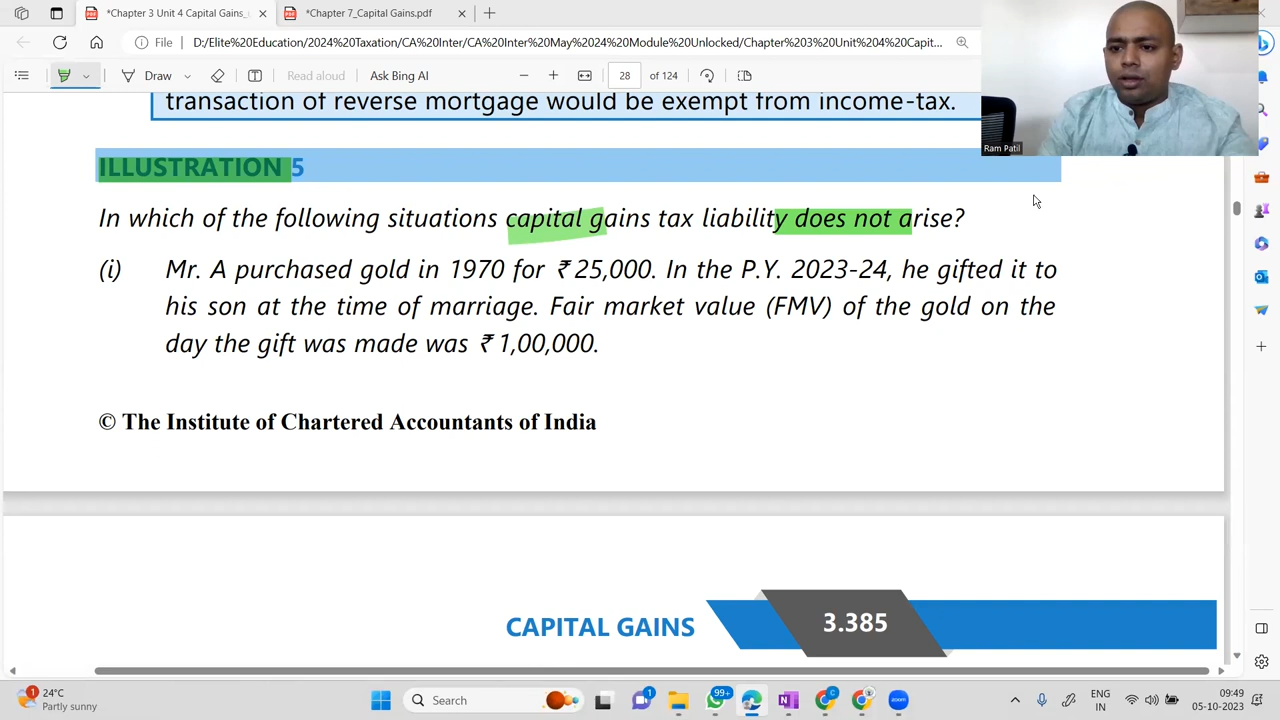 *Chapter 3 Unit 4 Capital Gains_
*Chapter 7_Capital Gains.pdf
File
D:/Elite%20Education/2024%20Taxation/CA%20Inter/CA%20Inter%20May%202024%20Module%20Unlocked/Chapter%203%20Unit%204%20Capit...
Draw
Read aloud
Ask Bing AI
28
of 124
transaction of reverse mortgage would be exempt from income-tax.
Ram Patil
ILLUSTRATION 5
In which of the following situations capital gains tax liability does not arise?
(i) Mr. A purchased gold in 1970 for ₹ 25,000. In the P.Y. 2023-24, he gifted it to
his son at the time of marriage. Fair market value (FMV) of the gold on the
day the gift was made was ₹ 1,00,000.
© The Institute of Chartered Accountants of India
CAPITAL GAINS
3.385
1
24°C
Partly sunny
Search
1
99+
C
zoom
ENG
IN
09:49
05-10-2023